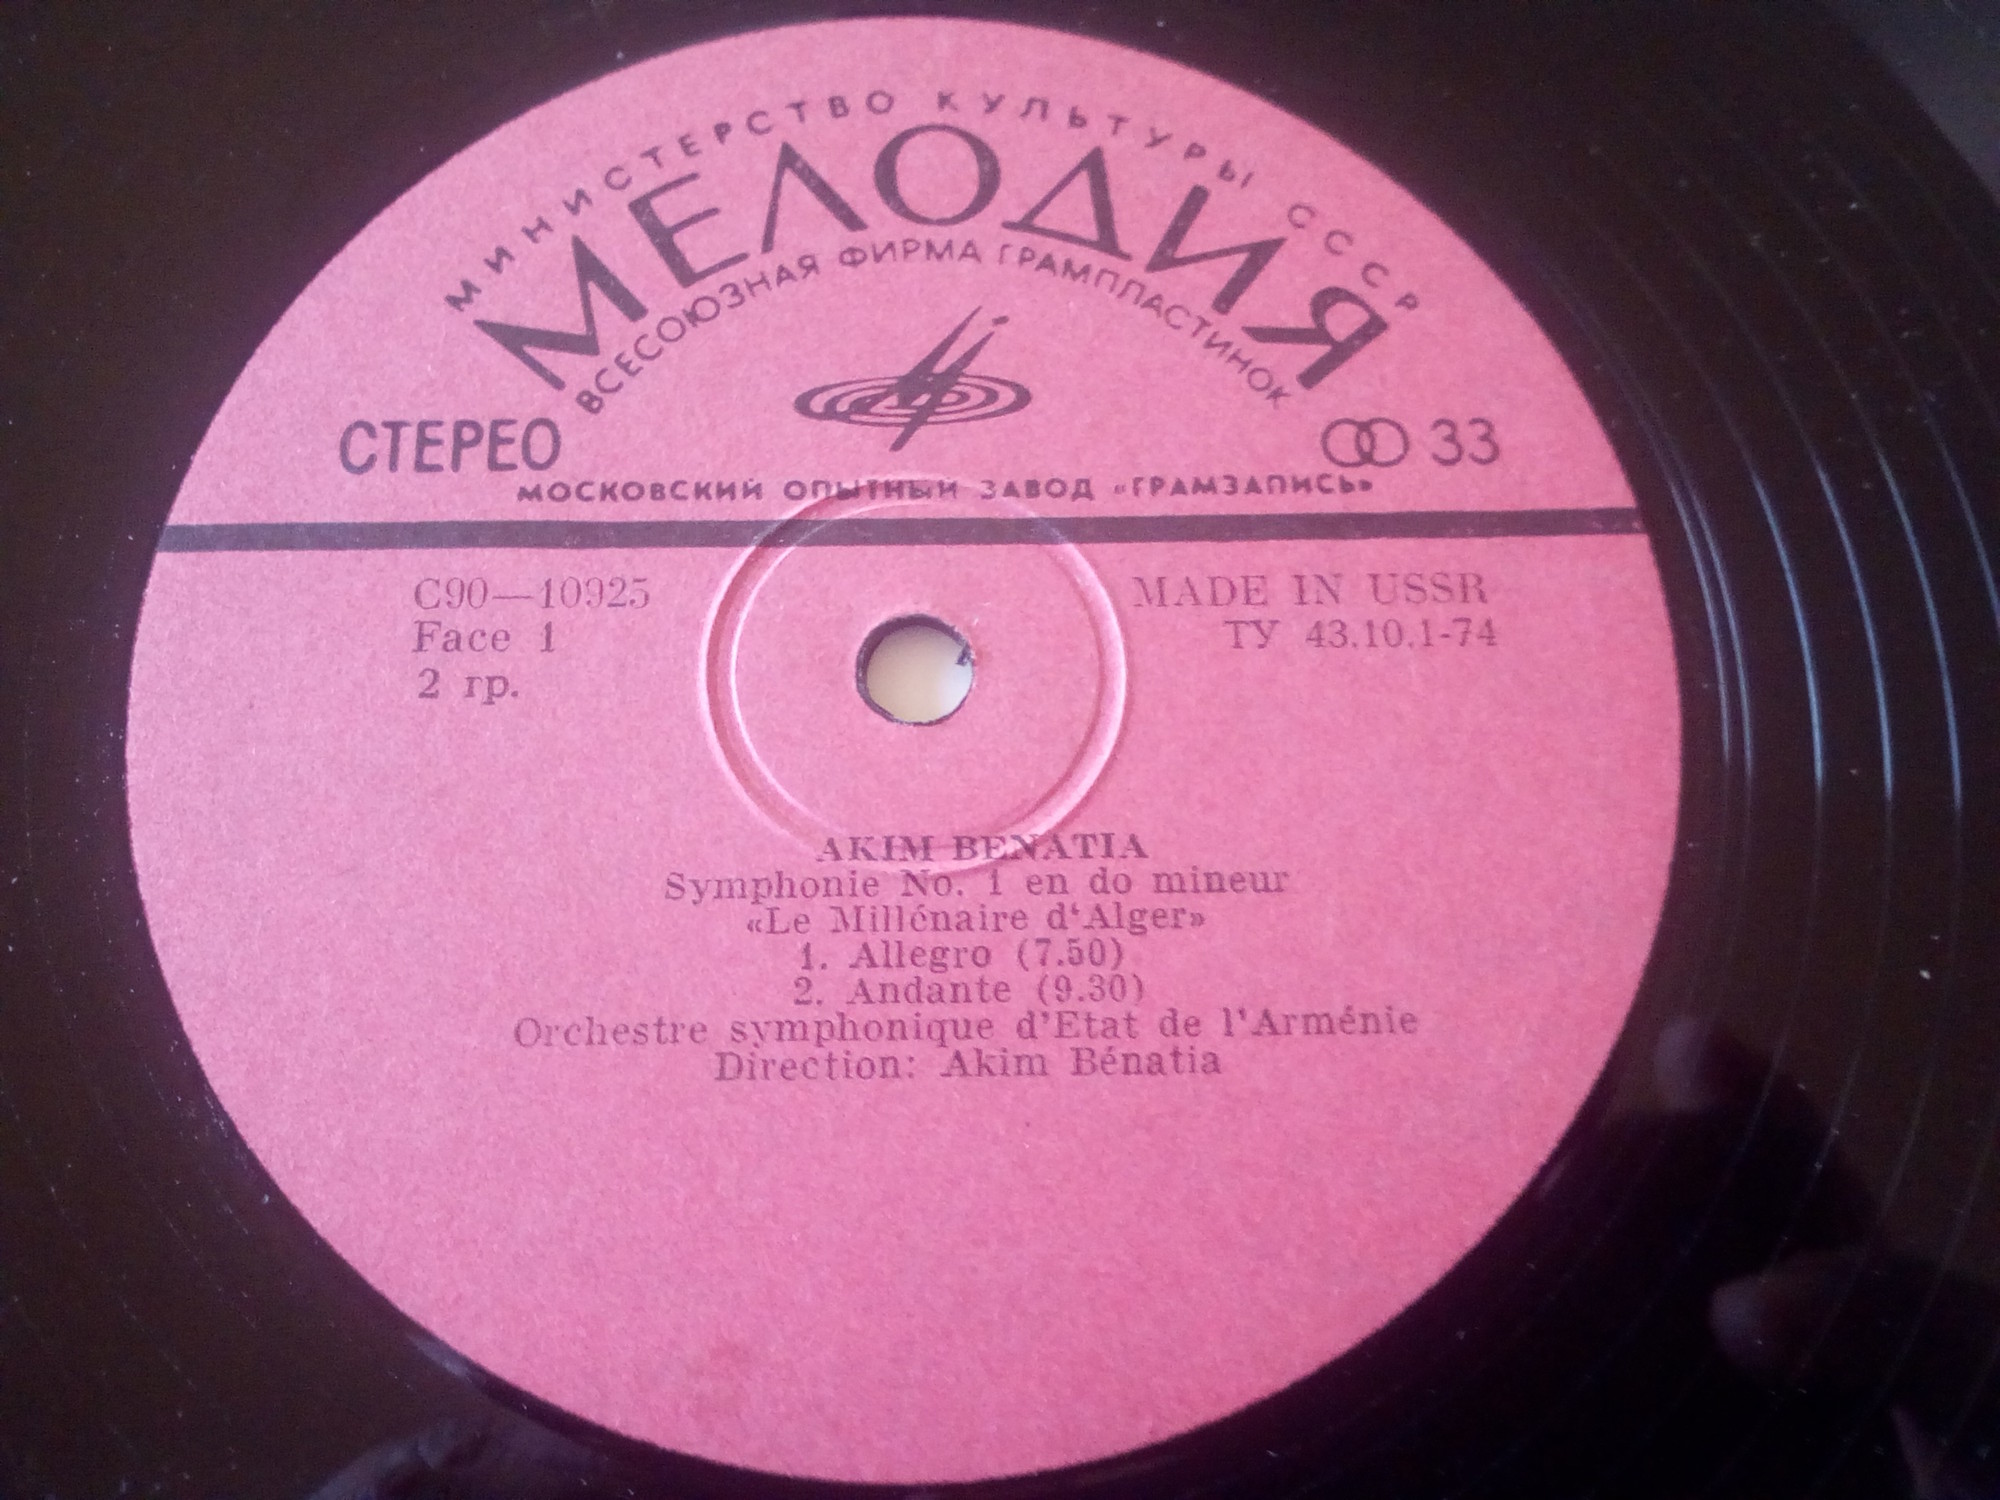 МИНИСТЕРСТВО КУЛЬТУРЫ СССР
МЕЛОДИЯ
ВСЕСОЮЗНАЯ ФИРМА ГРАМПЛАСТИНОК
СТЕРЕО
33
МОСКОВСКИЙ ОПЫТНЫЙ ЗАВОД «ГРАМЗАПИСЬ»
С90—10925
MADE IN USSR
Face 1
ТУ 43.10.1-74
2 гр.
AKIM BENATIA
Symphonie No. 1 en do mineur
«Le Millénaire d‘Alger»
1. Allegro (7.50)
2. Andante (9.30)
Orchestre symphonique d’Etat de l’Arménie
Direction: Akim Bénatia